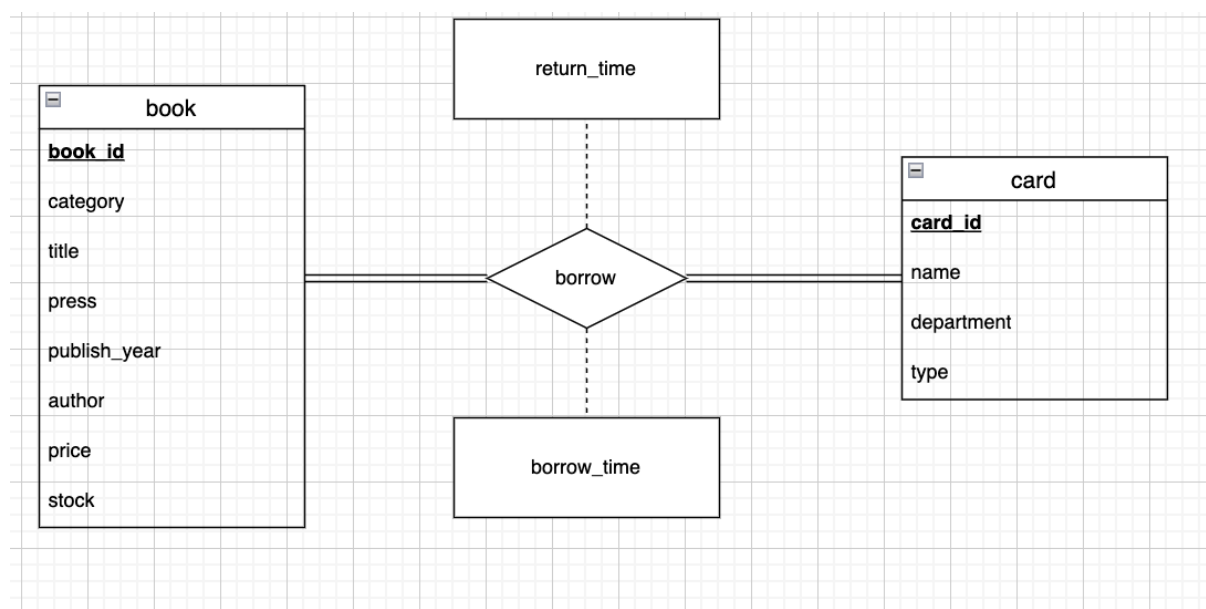 return_time
book
book_id
category
title
press
publish_year
author
price
stock
borrow
card
card_id
name
department
type
borrow_time